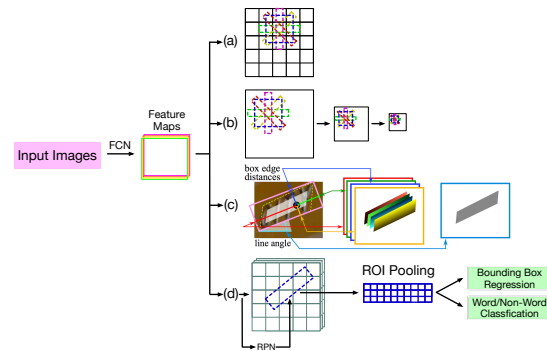 (a)
Feature
Maps
(b)
FCN
Input Images
box edge
distances
(c)
line angle
(d)
ROI Pooling
Bounding Box
Regression
Word/Non-Word
Classfication
RPN